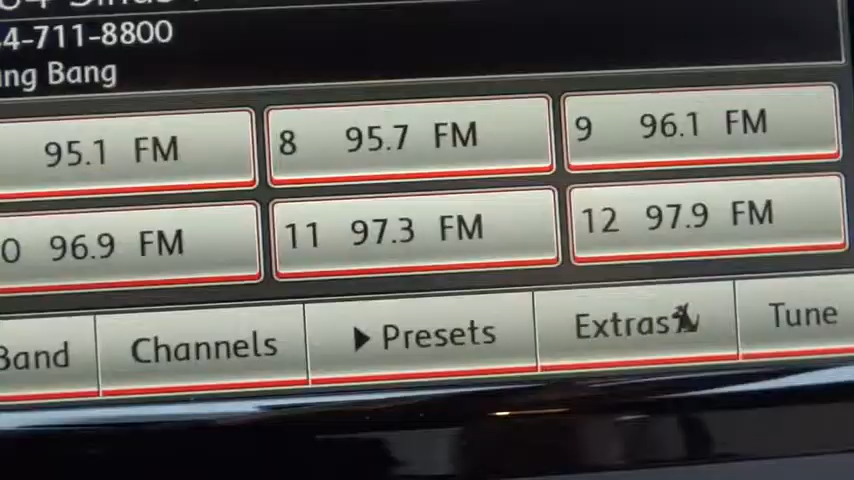 4-711-8800
ng Bang
95.1 FM
8 95.7 FM
9 96.1 FM
0 96.9 FM
11 97.3 FM
12 97.9 FM
Band
Channels
Presets
Extras
Tune